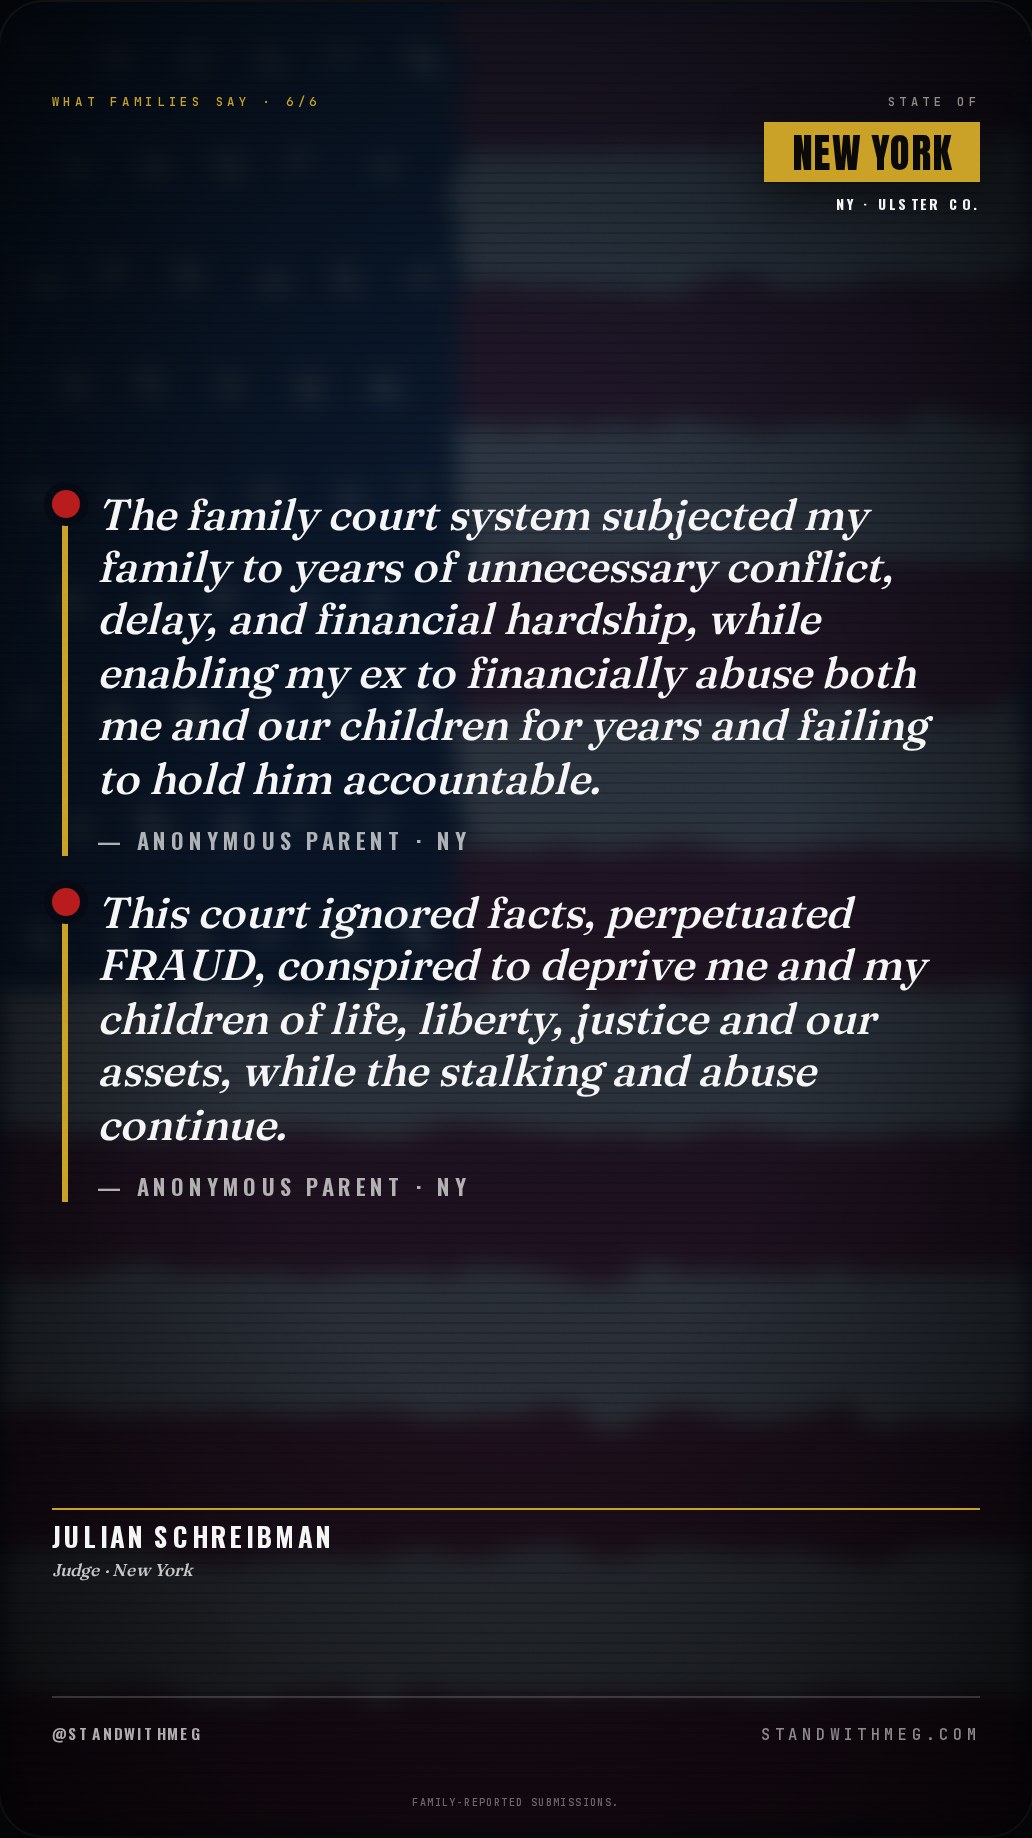 WHAT FAMILIES SAY · 6/6
STATE OF
NEW YORK
NY · ULSTER CO.
The family court system subjected my
family to years of unnecessary conflict,
delay, and financial hardship, while
enabling my ex to financially abuse both
me and our children for years and failing
to hold him accountable.
— ANONYMOUS PARENT · NY
This court ignored facts, perpetuated
FRAUD, conspired to deprive me and my
children of life, liberty, justice and our
assets, while the stalking and abuse
continue.
— ANONYMOUS PARENT · NY
JULIAN SCHREIBMAN
Judge · New York
@STANDWITHMEG
STANDWITHMEG.COM
FAMILY-REPORTED SUBMISSIONS.